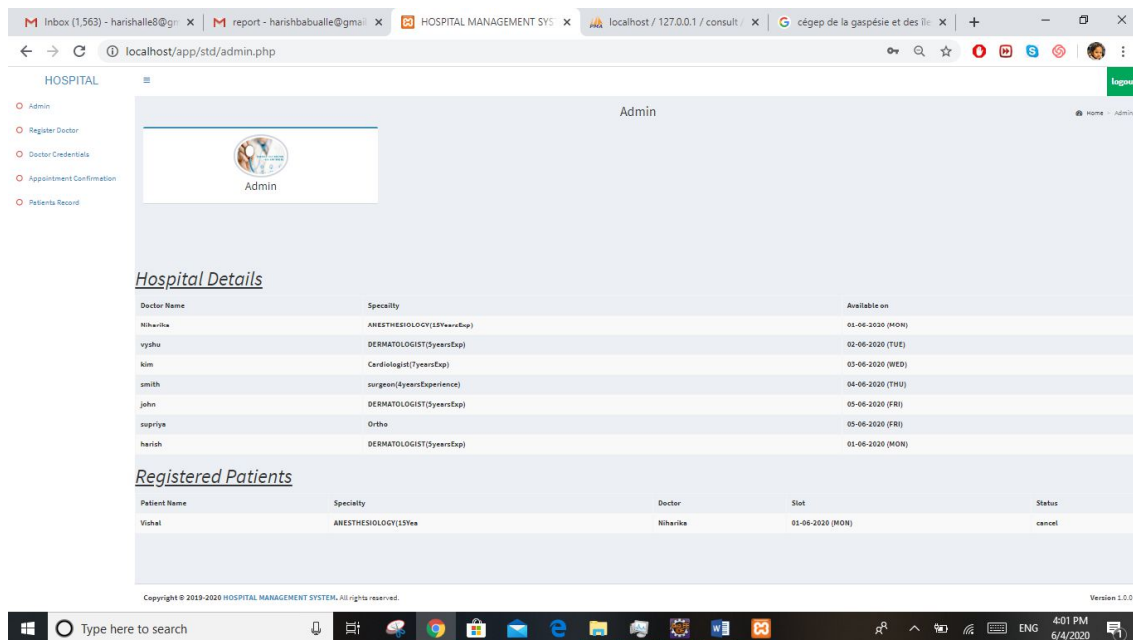 Inbox (1,563) - harishalle8@gm
report - harishbabualle@gmail
HOSPITAL MANAGEMENT SYS
localhost / 127.0.0.1 / consult /
cégep de la gaspésie et des île
localhost/app/std/admin.php
HOSPITAL
logou
Admin
Home > Admin
Admin
Register Doctor
Doctor Credentials
Appointment Confirmation
Patients Record
Admin
Hospital Details
Doctor Name Specailty Available on
Niharika ANESTHESIOLOGY(15YearsExp) 01-06-2020 (MON)
vyshu DERMATOLOGIST(5yearsExp) 02-06-2020 (TUE)
kim Cardiologist(7yearsExp) 03-06-2020 (WED)
smith surgeon(4yearsExperience) 04-06-2020 (THU)
john DERMATOLOGIST(5yearsExp) 05-06-2020 (FRI)
supriya Ortho 05-06-2020 (FRI)
harish DERMATOLOGIST(5yearsExp) 01-06-2020 (MON)
Registered Patients
Patient Name Specialty Doctor Slot Status
Vishal ANESTHESIOLOGY(15Yea Niharika 01-06-2020 (MON) cancel
Copyright © 2019-2020 HOSPITAL MANAGEMENT SYSTEM. All rights reserved. Version 1.0.0
Type here to search
ENG
4:01 PM
6/4/2020